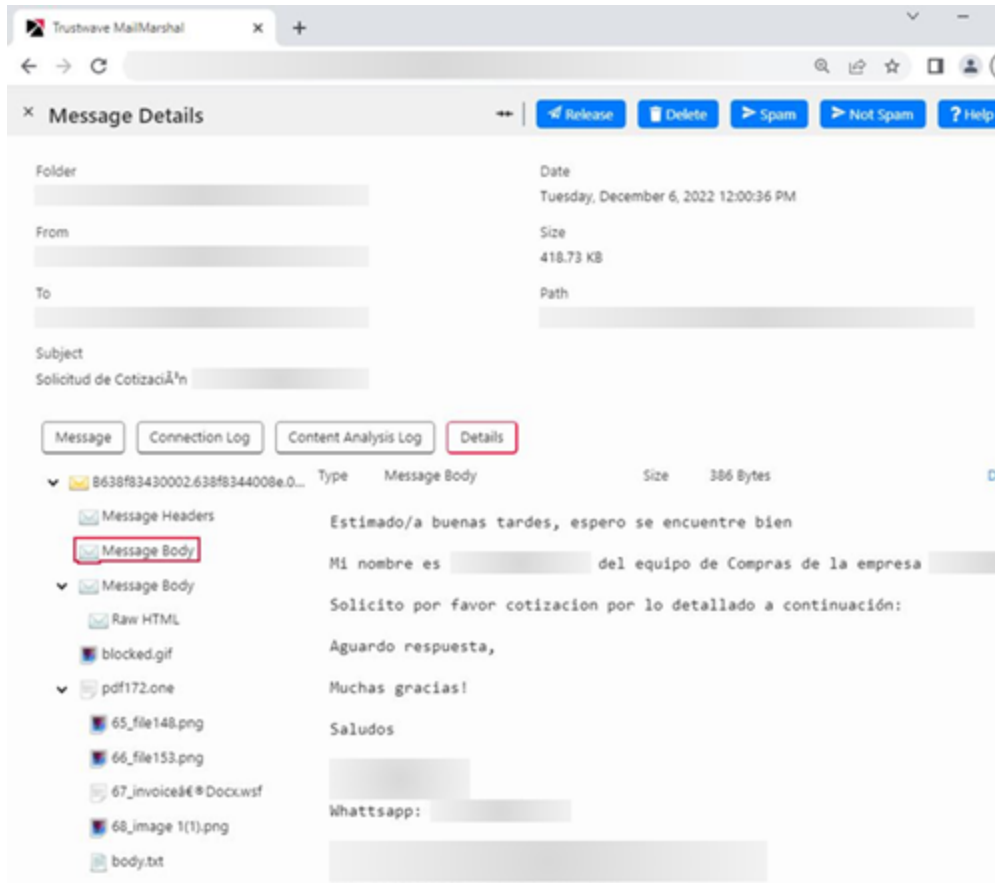 Trustwave MailMarshal
Message Details
Release
Delete
Spam
Not Spam
? Help
Folder
Date
Tuesday, December 6, 2022 12:00:36 PM
From
Size
418.73 KB
To
Path
Subject
Solicitud de CotizaciÃ³n
Message
Connection Log
Content Analysis Log
Details
B638f83430002.638f8344008e.0...
Type Message Body Size 386 Bytes
Message Headers
Message Body
Message Body
Raw HTML
blocked.gif
pdf172.one
65_file148.png
66_file153.png
67_invoiceâ€®Docx.wsf
68_image 1(1).png
body.txt
Estimado/a buenas tardes, espero se encuentre bien
Mi nombre es del equipo de Compras de la empresa
Solicito por favor cotizacion por lo detallado a continuación:
Aguardo respuesta,
Muchas gracias!
Saludos
Whattsapp: